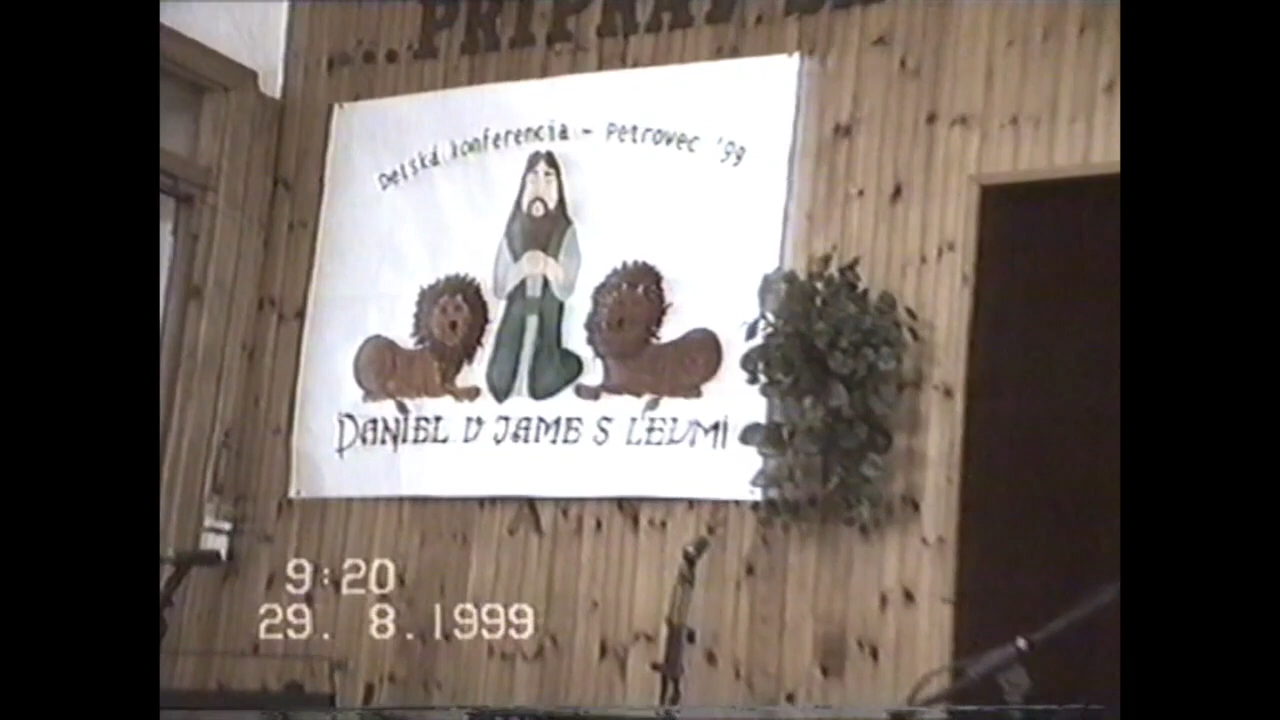 Detská konferencia - Petrovec '99
DANIEL V JAME S LEVMI
9:20
29. 8.1999